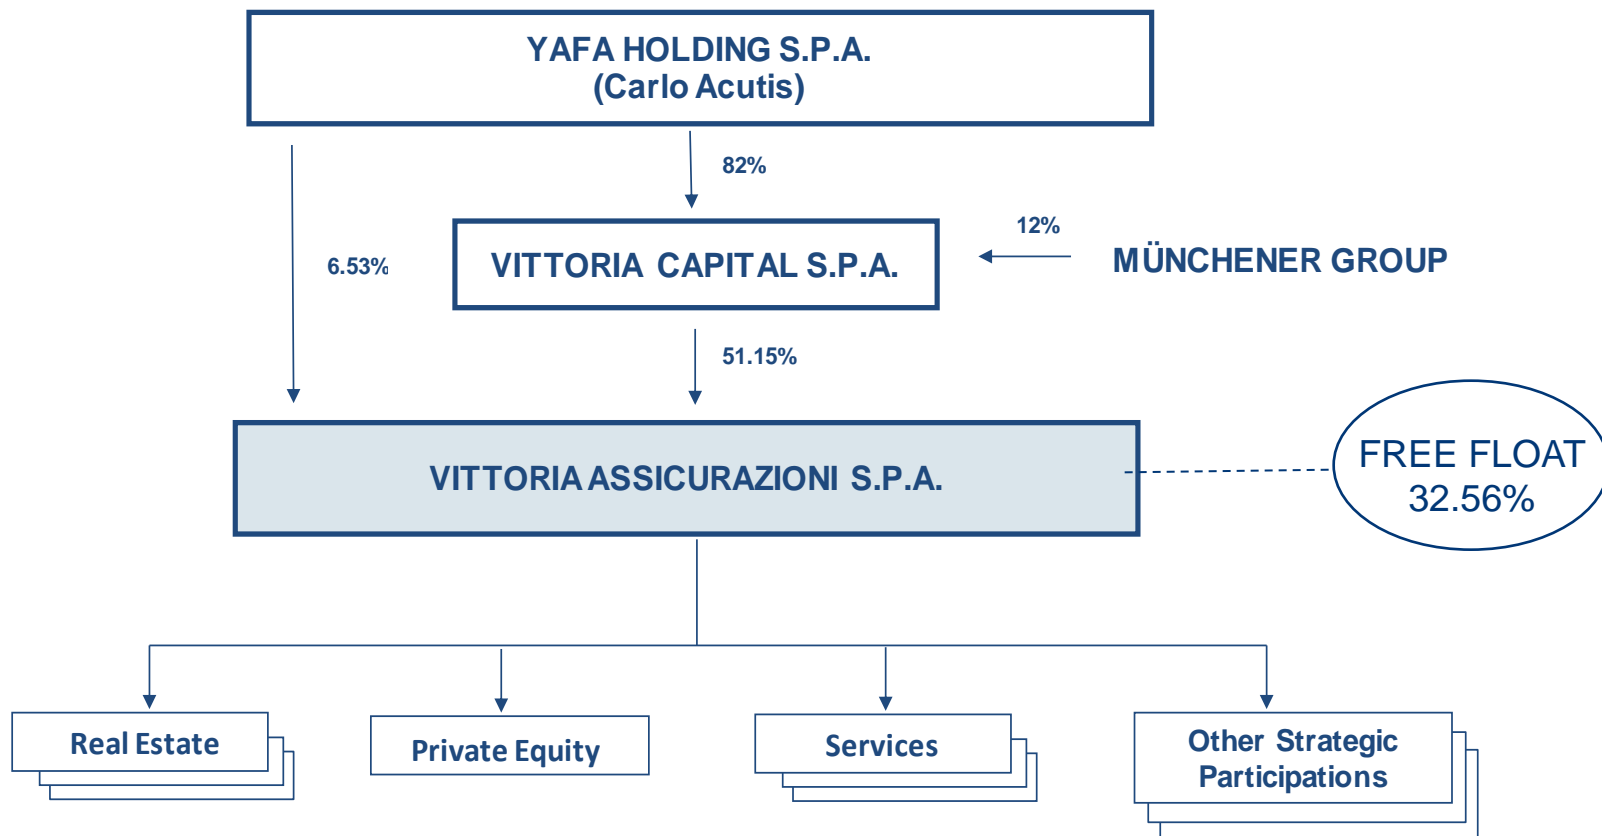 YAFA HOLDING S.P.A.
(Carlo Acutis)
82%
12%
6.53%
VITTORIA CAPITAL S.P.A.
MÜNCHENER GROUP
51.15%
VITTORIA ASSICURAZIONI S.P.A.
FREE FLOAT
32.56%
Real Estate
Private Equity
Services
Other Strategic
Participations